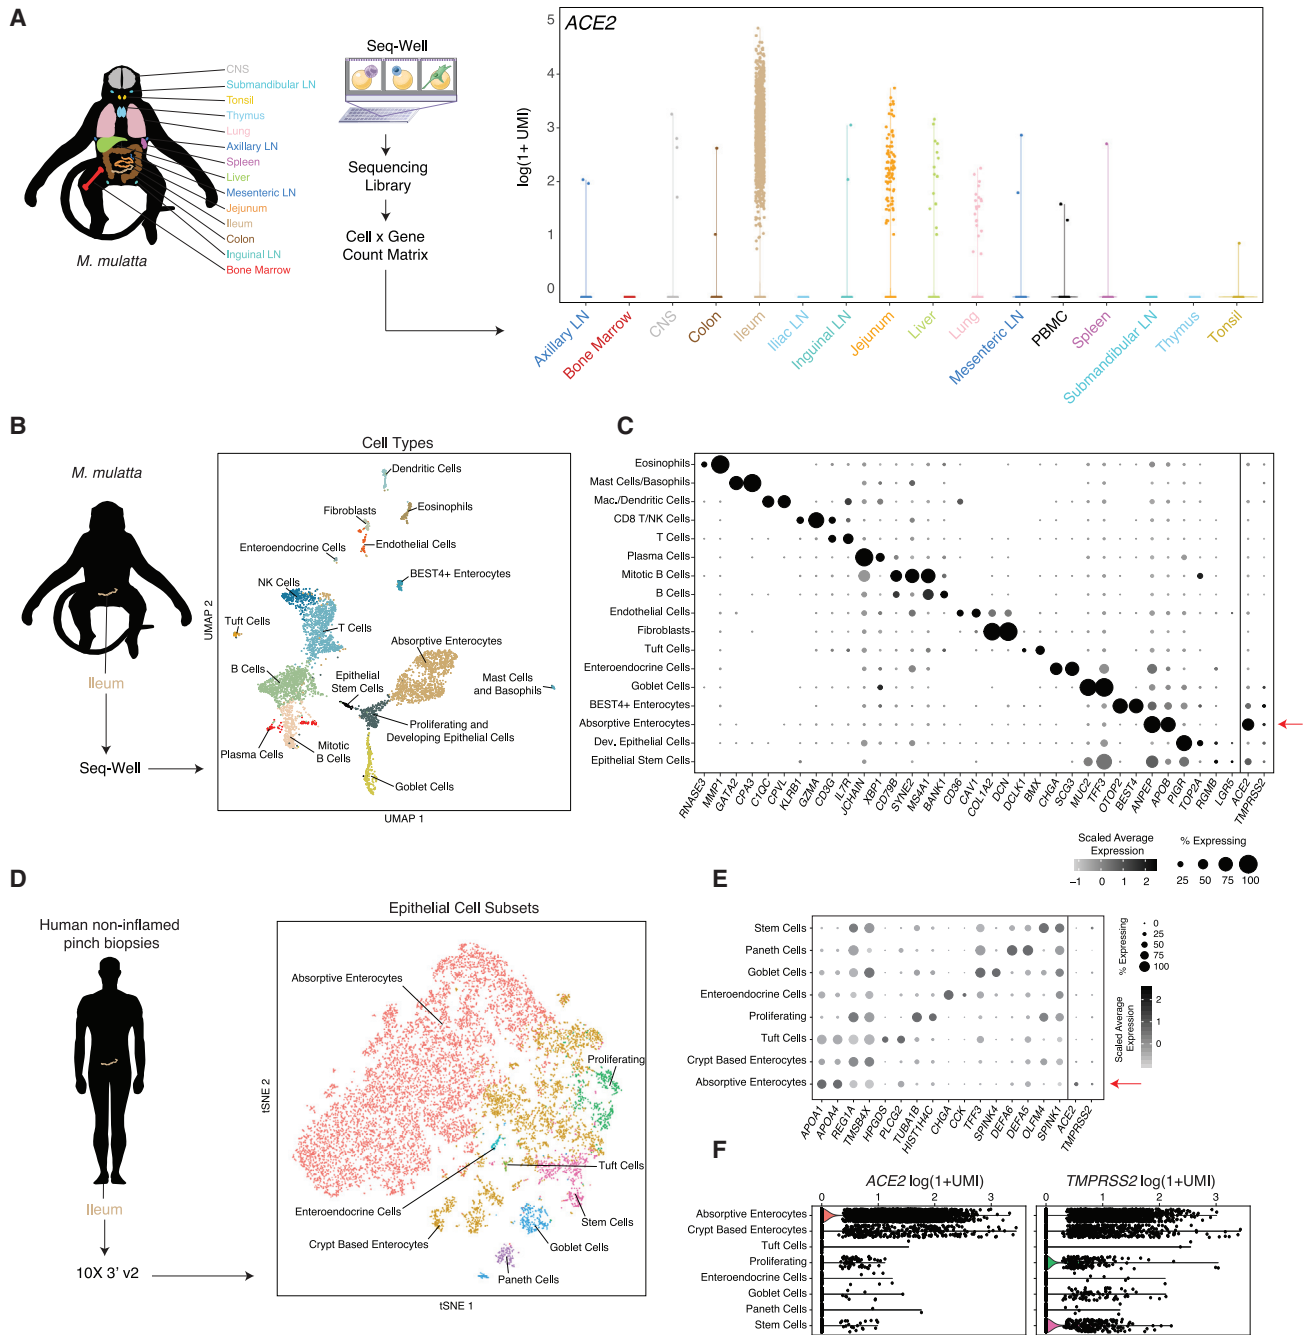 A
CNS
Submandibular LN
Tonsil
Thymus
Lung
Axillary LN
Spleen
Liver
Mesenteric LN
Jejunum
Ileum
Colon
Inguinal LN
Bone Marrow
M. mulatta
Seq-Well
Sequencing
Library
Cell x Gene
Count Matrix
ACE2
log(1+ UMI)
5
4
3
2
1
0
Axillary LN
Bone Marrow
CNS
Colon
Ileum
Iliac LN
Inguinal LN
Jejunum
Liver
Lung
Mesenteric LN
PBMC
Spleen
Submandibular LN
Thymus
Tonsil
B
M. mulatta
Ileum
Seq-Well
Cell Types
Dendritic Cells
Eosinophils
Fibroblasts
Endothelial Cells
Enteroendocrine Cells
BEST4+ Enterocytes
NK Cells
T Cells
Tuft Cells
Absorptive Enterocytes
B Cells
Epithelial
Stem Cells
Mast Cells
and Basophils
Proliferating and
Developing Epithelial Cells
Plasma Cells
Mitotic
B Cells
Goblet Cells
UMAP 2
UMAP 1
C
Eosinophils
Mast Cells/Basophils
Mac./Dendritic Cells
CD8 T/NK Cells
T Cells
Plasma Cells
Mitotic B Cells
B Cells
Endothelial Cells
Fibroblasts
Tuft Cells
Enteroendocrine Cells
Goblet Cells
BEST4+ Enterocytes
Absorptive Enterocytes
Dev. Epithelial Cells
Epithelial Stem Cells
RNASE3
MMP1
GATA2
CPA3
C1QC
CPVL
KLRB1
GZMA
CD3G
IL7R
JCHAIN
XBP1
CD79B
SYNE2
MS4A1
BANK1
CD36
CAV1
COL1A2
DCN
DCLK1
BMX
CHGA
SCG3
MUC2
TFF3
OTOP2
BEST4
ANPEP
APOB
PIGR
TOP2A
RGMB
LGR5
ACE2
TMPRSS2
Scaled Average
Expression
−1 0 1 2
% Expressing
25 50 75 100
D
Human non-inflamed
pinch biopsies
Ileum
10X 3' v2
Epithelial Cell Subsets
Absorptive Enterocytes
Proliferating
Tuft Cells
Enteroendocrine Cells
Stem Cells
Crypt Based Enterocytes
Goblet Cells
Paneth Cells
tSNE 2
tSNE 1
E
Stem Cells
Paneth Cells
Goblet Cells
Enteroendocrine Cells
Proliferating
Tuft Cells
Crypt Based Enterocytes
Absorptive Enterocytes
APOA1
APOA4
REG1A
TMSB4X
HPGDS
PLCG2
TUBA1B
HIST1H4C
CHGA
CCK
TFF3
SPINK4
DEFA6
DEFA5
OLFM4
SPINK1
ACE2
TMPRSS2
% Expressing
0
25
50
75
100
Scaled Average
Expression
2
1
0
F
ACE2 log(1+UMI)
0 1 2 3
TMPRSS2 log(1+UMI)
0 1 2 3
Absorptive Enterocytes
Crypt Based Enterocytes
Tuft Cells
Proliferating
Enteroendocrine Cells
Goblet Cells
Paneth Cells
Stem Cells